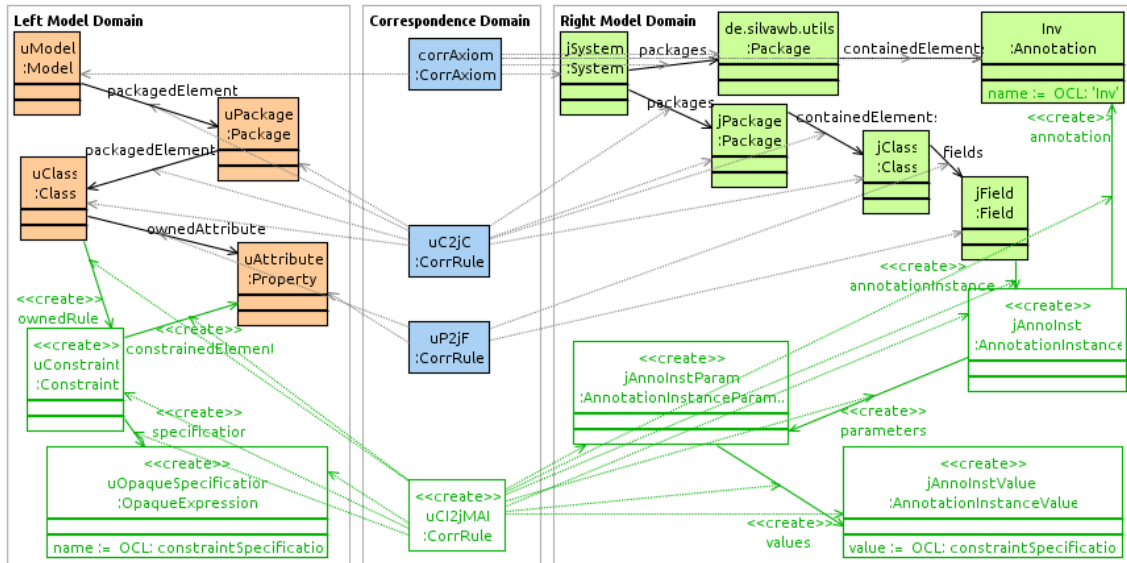 Left Model Domain
uModel
:Model
packagedElement
uPackage
:Package
packagedElement
uClass
:Class
ownedAttribute
uAttribute
:Property
<<create>>
ownedRule
<<create>>
constrainedElement
<<create>>
uConstraint
:Constraint
<<create>>
specification
<<create>>
uOpaqueSpecification
:OpaqueExpression
name := OCL: constraintSpecificatio
Correspondence Domain
corrAxiom
:CorrAxiom
uC2jC
:CorrRule
uP2jF
:CorrRule
<<create>>
uCI2jMAI
:CorrRule
Right Model Domain
jSystem
:System
packages
de.silvawb.utils
:Package
containedElement:
Inv
:Annotation
name := OCL: 'Inv'
packages
jPackage
:Package
containedElement:
jClass
:Class
fields
jField
:Field
<<create>>
annotation
<<create>>
annotationInstance
<<create>>
jAnnoInst
:AnnotationInstance
<<create>>
jAnnoInstParam
:AnnotationInstanceParam..
<<create>>
parameters
<<create>>
values
<<create>>
jAnnoInstValue
:AnnotationInstanceValue
value := OCL: constraintSpecificatio